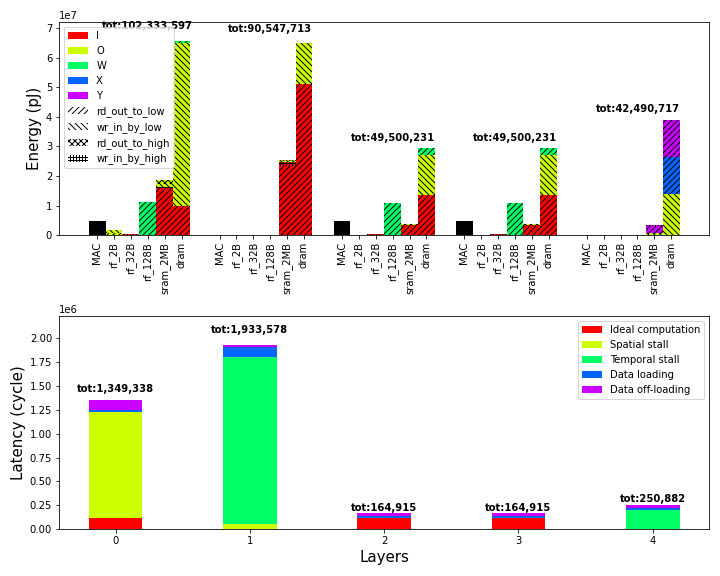 1e7
tot:102,333,597
tot:90,547,713
tot:49,500,231
tot:49,500,231
tot:42,490,717
Energy (pJ)
7
6
5
4
3
2
1
0
I
O
W
X
Y
rd_out_to_low
wr_in_by_low
rd_out_to_high
wr_in_by_high
MAC
rf_2B
rf_32B
rf_128B
sram_2MB
dram
MAC
rf_2B
rf_32B
rf_128B
sram_2MB
dram
MAC
rf_2B
rf_32B
rf_128B
sram_2MB
dram
MAC
rf_2B
rf_32B
rf_128B
sram_2MB
dram
MAC
rf_2B
rf_32B
rf_128B
sram_2MB
dram
1e6
tot:1,349,338
tot:1,933,578
tot:164,915
tot:164,915
tot:250,882
Latency (cycle)
2.00
1.75
1.50
1.25
1.00
0.75
0.50
0.25
0.00
Ideal computation
Spatial stall
Temporal stall
Data loading
Data off-loading
0
1
2
3
4
Layers